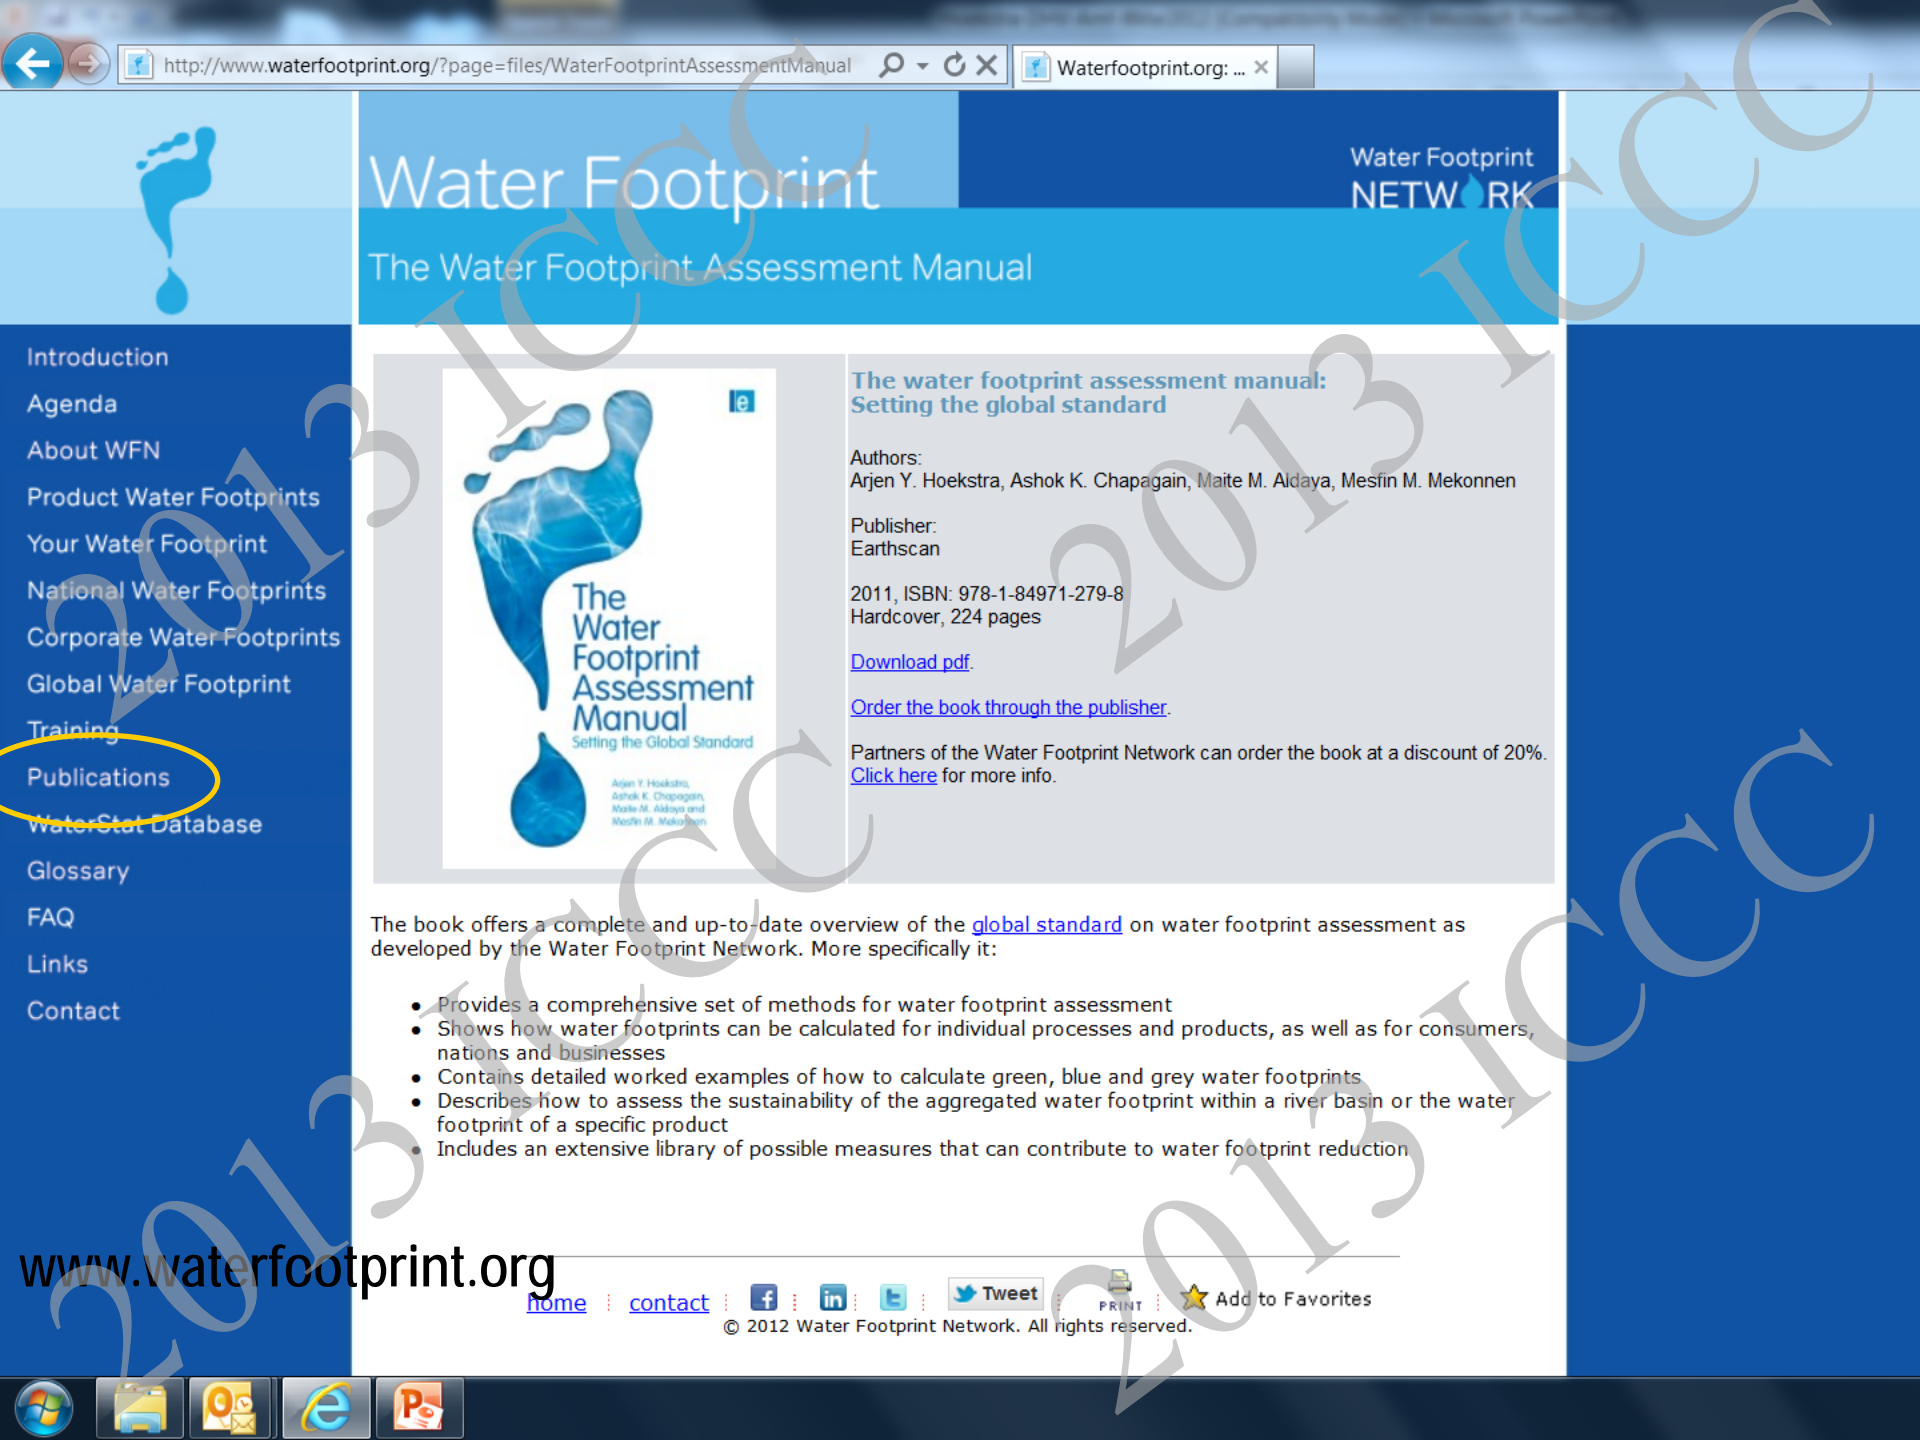 http://www.waterfootprint.org/?page=files/WaterFootprintAssessmentManual
Waterfootprint.org: ...
Water Footprint
Water Footprint
NETWORK
The Water Footprint Assessment Manual
Introduction
Agenda
About WFN
Product Water Footprints
Your Water Footprint
National Water Footprints
Corporate Water Footprints
Global Water Footprint
Training
Publications
WaterStat Database
Glossary
FAQ
Links
Contact
e
The
Water
Footprint
Assessment
Manual
Setting the Global Standard
Arjen Y. Hoekstra,
Ashok K. Chapagain,
Maite M. Aldaya and
Mesfin M. Mekonnen
The water footprint assessment manual:
Setting the global standard
Authors:
Arjen Y. Hoekstra, Ashok K. Chapagain, Maite M. Aldaya, Mesfin M. Mekonnen
Publisher:
Earthscan
2011, ISBN: 978-1-84971-279-8
Hardcover, 224 pages
Download pdf.
Order the book through the publisher.
Partners of the Water Footprint Network can order the book at a discount of 20%.
Click here for more info.
The book offers a complete and up-to-date overview of the global standard on water footprint assessment as
developed by the Water Footprint Network. More specifically it:
• Provides a comprehensive set of methods for water footprint assessment
• Shows how water footprints can be calculated for individual processes and products, as well as for consumers,
nations and businesses
• Contains detailed worked examples of how to calculate green, blue and grey water footprints
• Describes how to assess the sustainability of the aggregated water footprint within a river basin or the water
footprint of a specific product
• Includes an extensive library of possible measures that can contribute to water footprint reduction
www.waterfootprint.org
home contact Tweet PRINT Add to Favorites
© 2012 Water Footprint Network. All rights reserved.
2013 ICCC
2013 ICCC
2013 ICCC
2013 ICCC